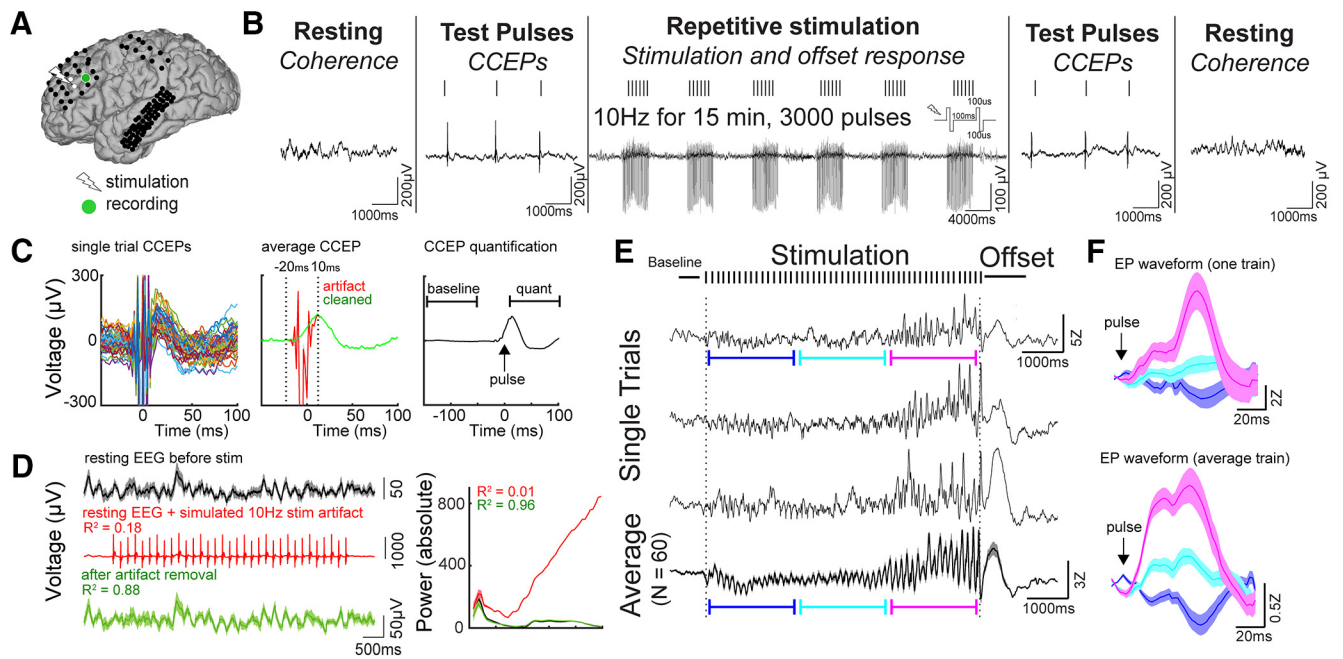 A
stimulation
recording
B
Resting
Coherence
Test Pulses
CCEPs
Repetitive stimulation
Stimulation and offset response
Test Pulses
CCEPs
Resting
Coherence
10Hz for 15 min, 3000 pulses
100us
100ms
100us
200µV
1000ms
200µV
1000ms
100 µV
4000ms
200 µV
1000ms
200 µV
1000ms
C
single trial CCEPs
average CCEP
CCEP quantification
Voltage (µV)
300
0
-300
0
50
100
Time (ms)
-20ms
10ms
artifact
cleaned
0
50
100
Time (ms)
baseline
quant
pulse
-100
0
100
Time (ms)
D
Voltage (µV)
resting EEG before stim
50
resting EEG + simulated 10Hz stim artifact
R² = 0.18
1000
after artifact removal
R² = 0.88
50µV
500ms
Power (absolute)
800
400
0
R² = 0.01
R² = 0.96
E
Baseline
Stimulation
Offset
Single Trials
5Z
1000ms
Average
(N = 60)
3Z
1000ms
F
EP waveform (one train)
pulse
2Z
20ms
EP waveform (average train)
pulse
0.5Z
20ms